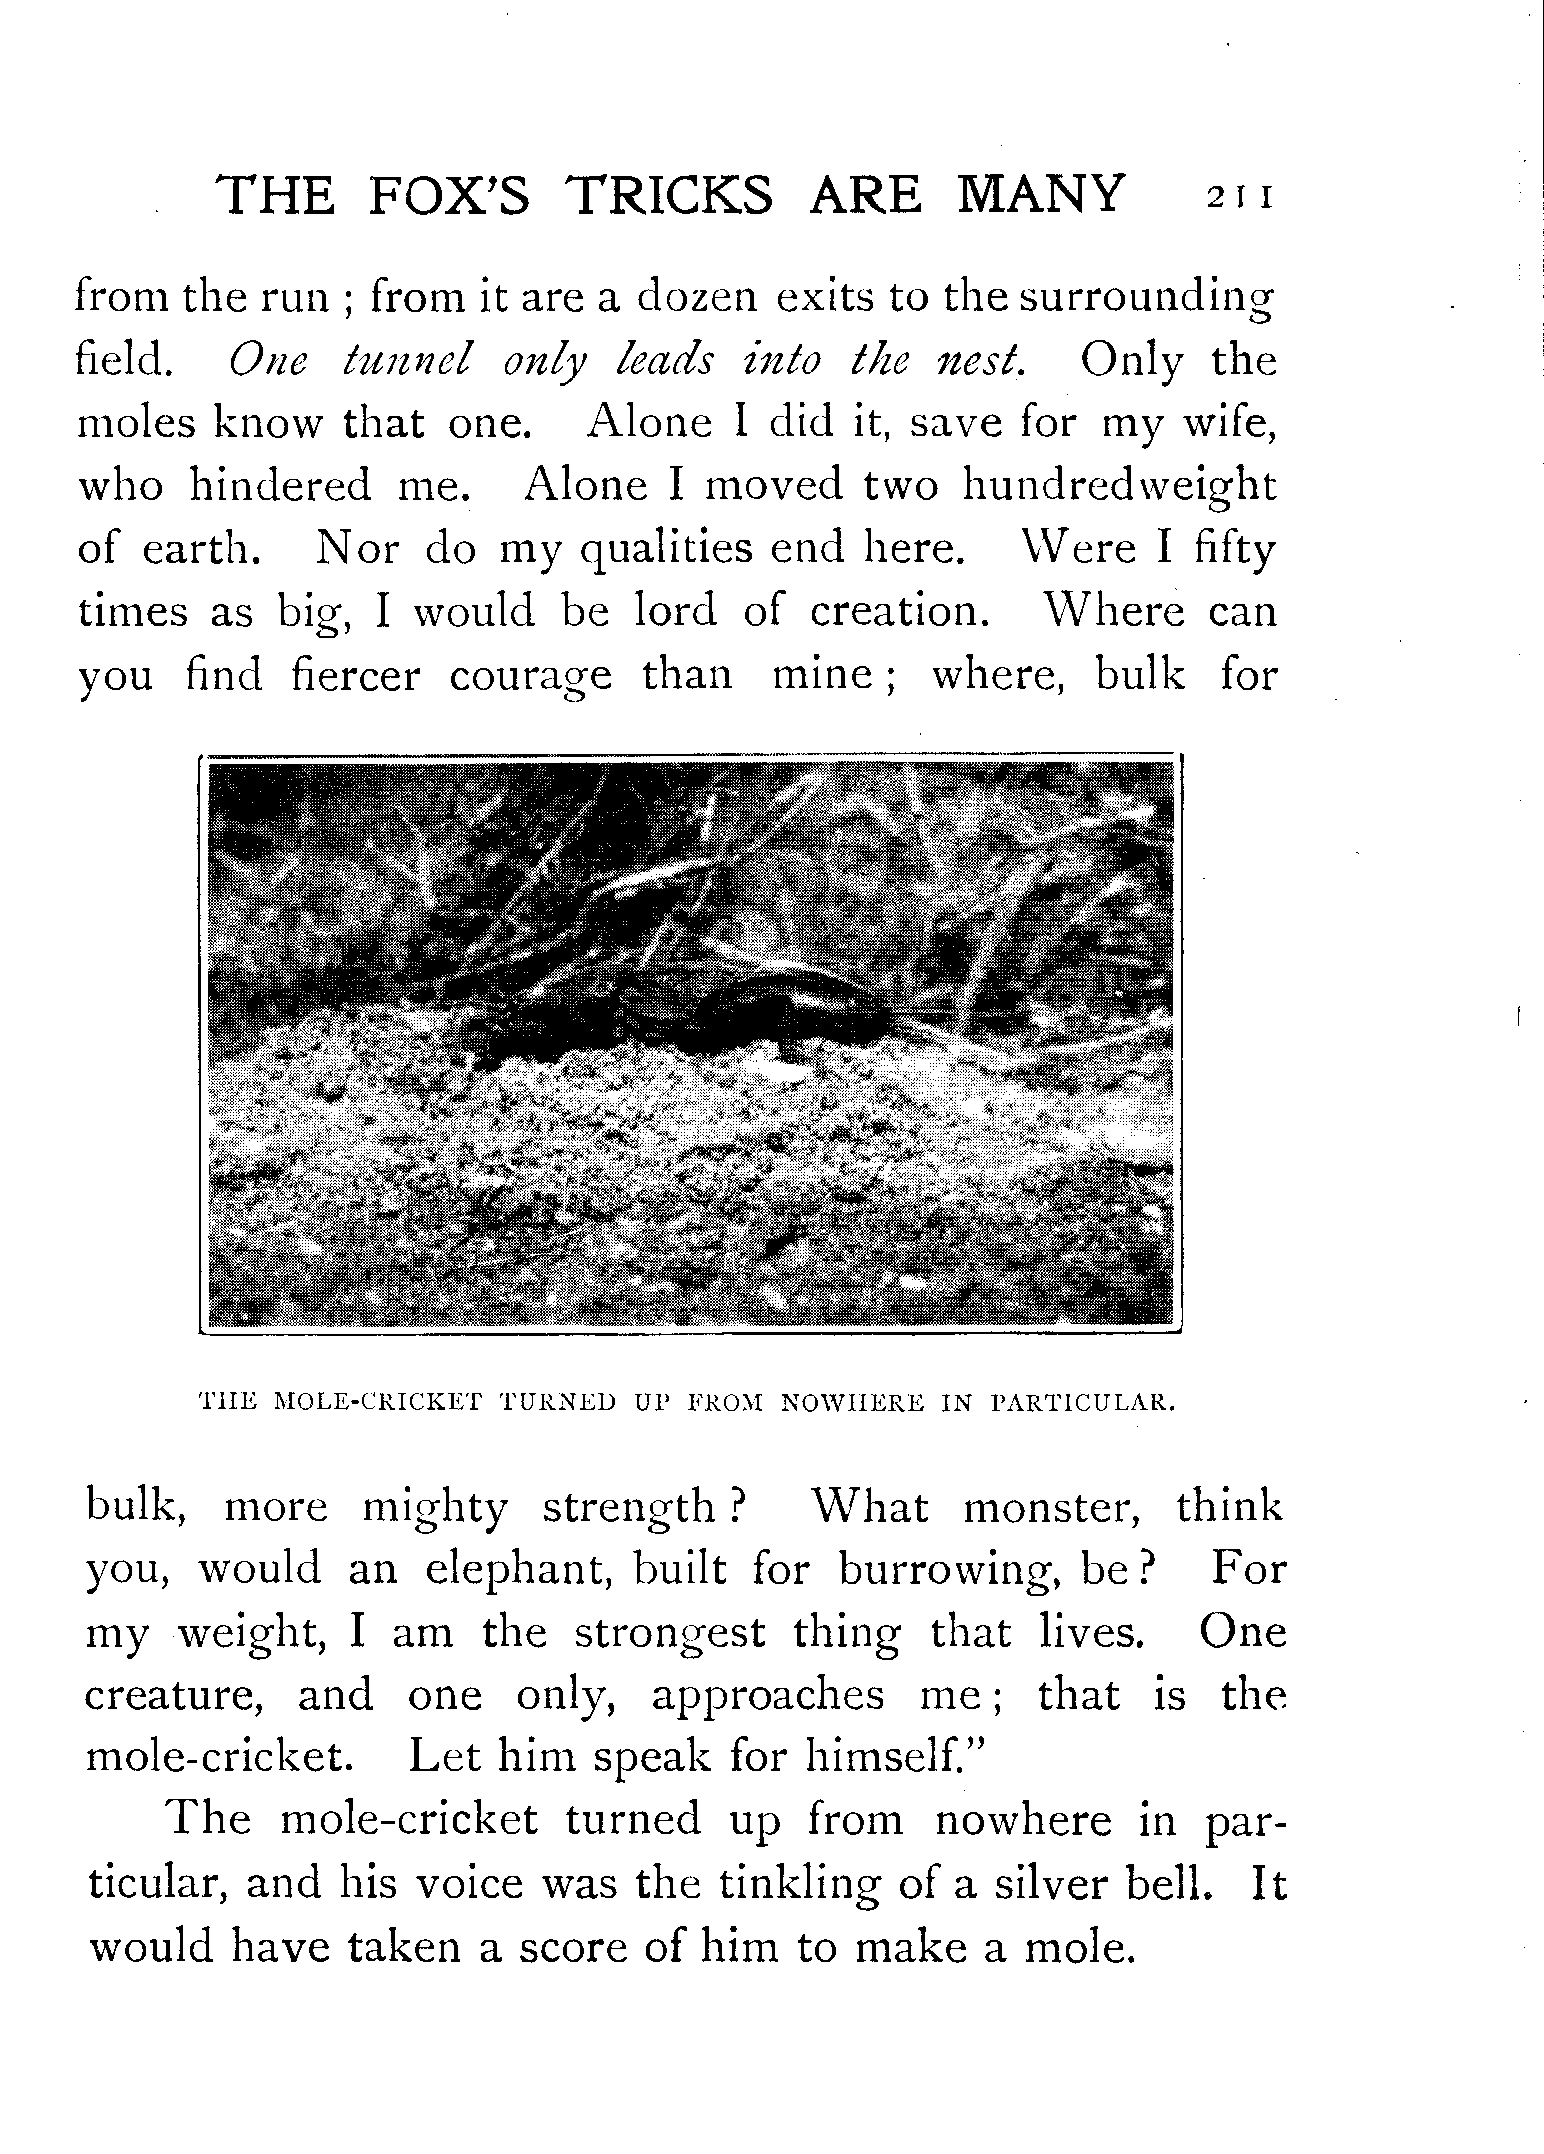 THE FOX'S TRICKS ARE MANY 211
from the run ; from it are a dozen exits to the surrounding
field. One tunnel only leads into the nest. Only the
moles know that one. Alone I did it, save for my wife,
who hindered me. Alone I moved two hundredweight
of earth. Nor do my qualities end here. Were I fifty
times as big, I would be lord of creation. Where can
you find fiercer courage than mine ; where, bulk for
THE MOLE-CRICKET TURNED UP FROM NOWHERE IN PARTICULAR.
bulk, more mighty strength ? What monster, think
you, would an elephant, built for burrowing, be ? For
my weight, I am the strongest thing that lives. One
creature, and one only, approaches me ; that is the
mole-cricket. Let him speak for himself.”
The mole-cricket turned up from nowhere in par-
ticular, and his voice was the tinkling of a silver bell. It
would have taken a score of him to make a mole.